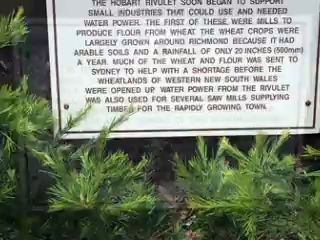 THE HOBART RIVULET SOON BEGAN TO SUPPORT
SMALL INDUSTRIES THAT COULD USE AND NEEDED
WATER POWER. THE FIRST OF THESE WERE MILLS TO
PRODUCE FLOUR FROM WHEAT. THE WHEAT CROPS WERE
LARGELY GROWN AROUND RICHMOND BECAUSE IT HAD
ARABLE SOILS AND A RAINFALL OF ONLY 20 INCHES (500mm)
A YEAR. MUCH OF THE WHEAT AND FLOUR WAS SENT TO
SYDNEY TO HELP WITH A SHORTAGE BEFORE THE
WHEATLANDS OF WESTERN NEW SOUTH WALES
WERE OPENED UP. WATER POWER FROM THE RIVULET
WAS ALSO USED FOR SEVERAL SAW MILLS SUPPLYING
TIMBER FOR THE RAPIDLY GROWING TOWN.